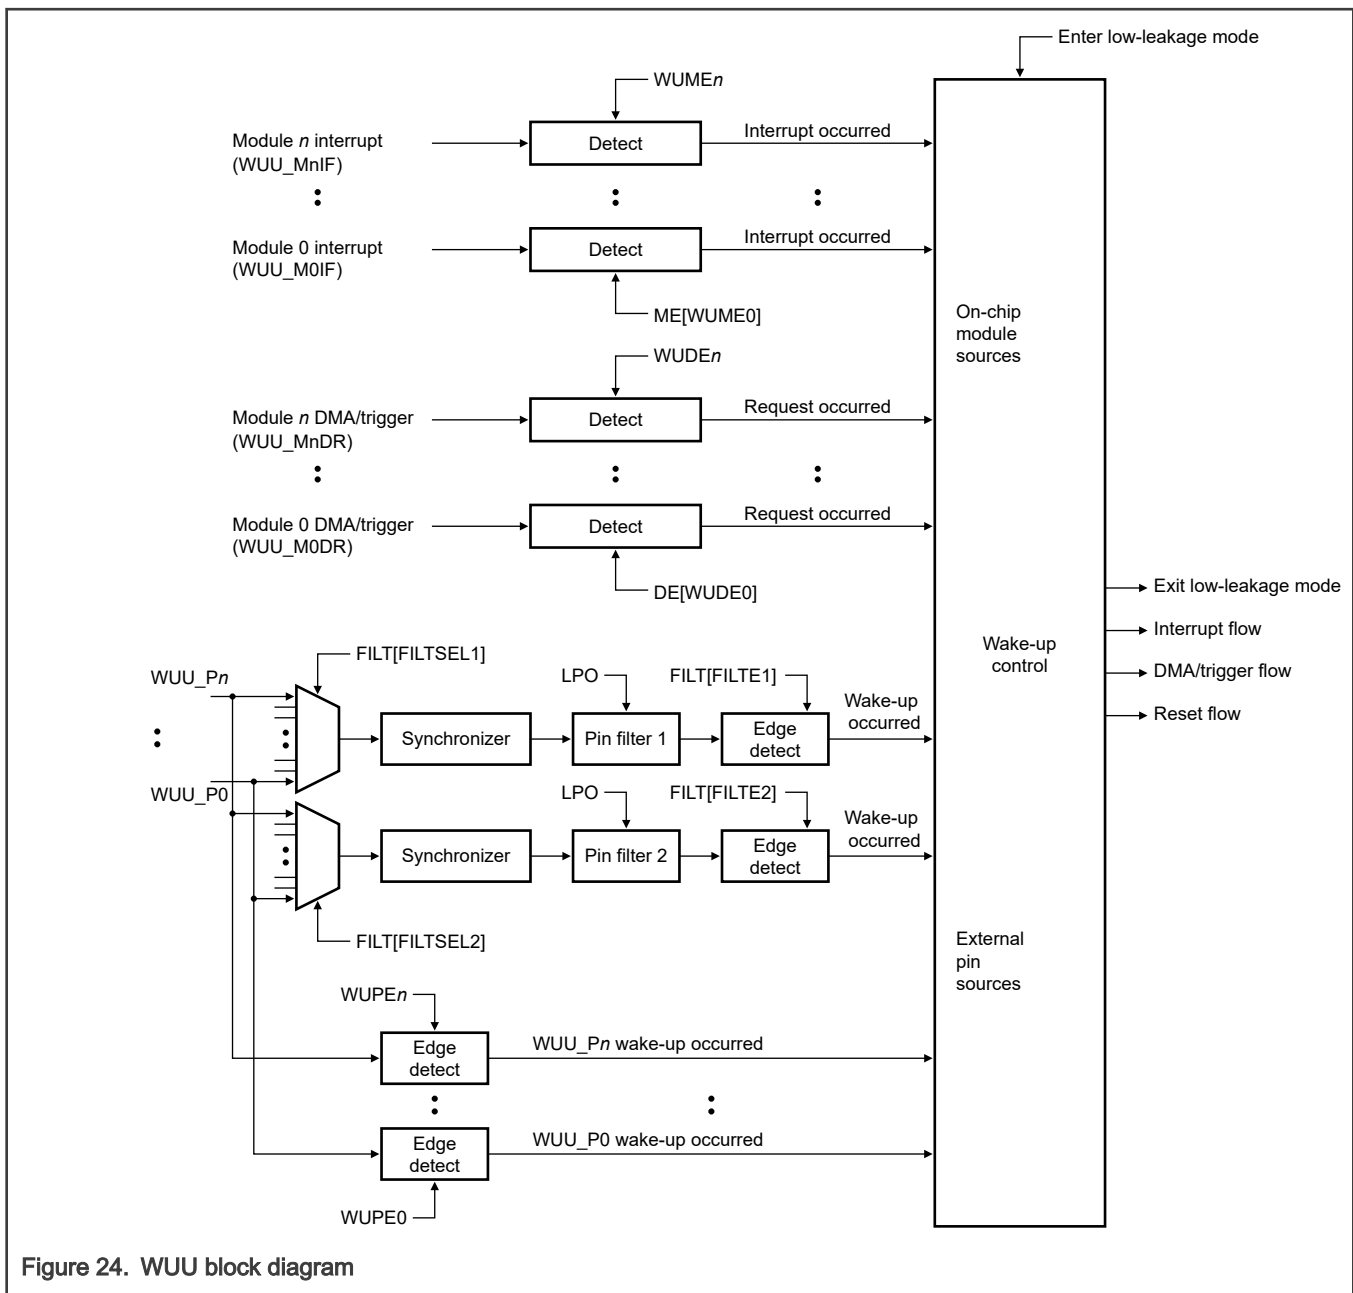 Enter low-leakage mode
WUMEn
Module n interrupt
(WUU_MnIF)
Detect
Interrupt occurred
Module 0 interrupt
(WUU_M0IF)
Detect
Interrupt occurred
ME[WUME0]
On-chip
module
sources
WUDEn
Module n DMA/trigger
(WUU_MnDR)
Detect
Request occurred
Module 0 DMA/trigger
(WUU_M0DR)
Detect
Request occurred
DE[WUDE0]
Exit low-leakage mode
Interrupt flow
Wake-up
control
DMA/trigger flow
Reset flow
FILT[FILTSEL1]
WUU_Pn
LPO
FILT[FILTE1]
Wake-up
occurred
Synchronizer
Pin filter 1
Edge
detect
WUU_P0
LPO
FILT[FILTE2]
Wake-up
occurred
Synchronizer
Pin filter 2
Edge
detect
FILT[FILTSEL2]
External
pin
sources
WUPEn
Edge
detect
WUU_Pn wake-up occurred
Edge
detect
WUU_P0 wake-up occurred
WUPE0
Figure 24. WUU block diagram